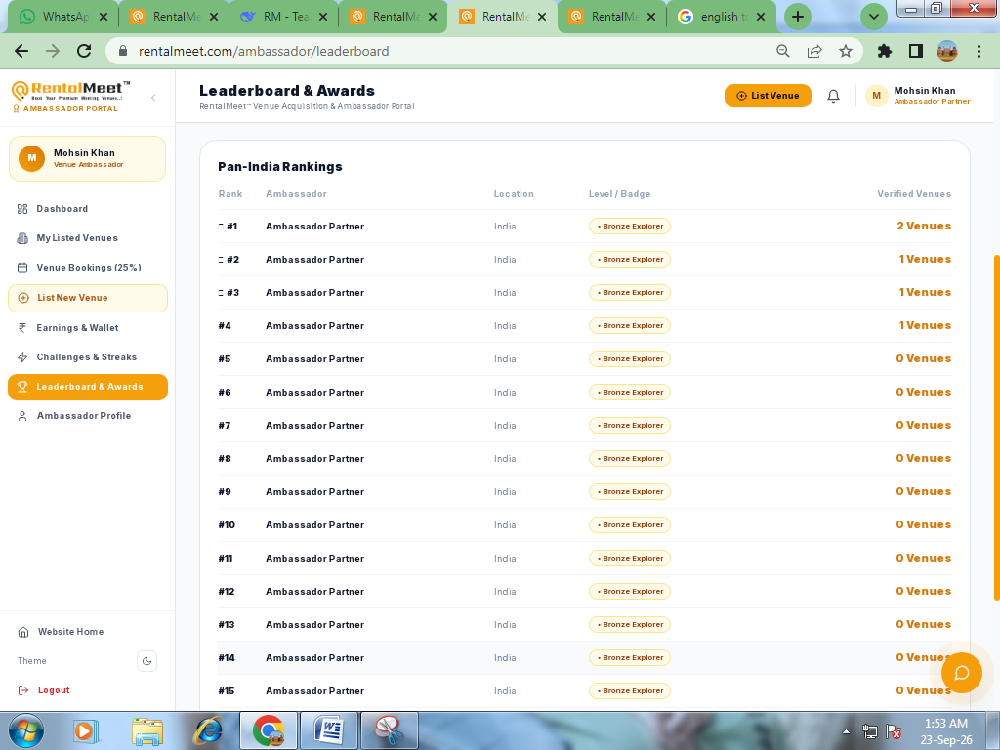 WhatsAp
RentalMe
RM - Tea
RentalMe
RentalMe
RentalMe
english t
rentalmeet.com/ambassador/leaderboard
RentalMeet™
Book Your Premium Meeting Venues..!
AMBASSADOR PORTAL
Leaderboard & Awards
RentalMeet™ Venue Acquisition & Ambassador Portal
List Venue
M
Mohsin Khan
Ambassador Partner
M
Mohsin Khan
Venue Ambassador
Dashboard
My Listed Venues
Venue Bookings (25%)
List New Venue
Earnings & Wallet
Challenges & Streaks
Leaderboard & Awards
Ambassador Profile
Website Home
Theme
Logout
Pan-India Rankings
Rank Ambassador Location Level / Badge Verified Venues
#1 Ambassador Partner India • Bronze Explorer 2 Venues
#2 Ambassador Partner India • Bronze Explorer 1 Venues
#3 Ambassador Partner India • Bronze Explorer 1 Venues
#4 Ambassador Partner India • Bronze Explorer 1 Venues
#5 Ambassador Partner India • Bronze Explorer 0 Venues
#6 Ambassador Partner India • Bronze Explorer 0 Venues
#7 Ambassador Partner India • Bronze Explorer 0 Venues
#8 Ambassador Partner India • Bronze Explorer 0 Venues
#9 Ambassador Partner India • Bronze Explorer 0 Venues
#10 Ambassador Partner India • Bronze Explorer 0 Venues
#11 Ambassador Partner India • Bronze Explorer 0 Venues
#12 Ambassador Partner India • Bronze Explorer 0 Venues
#13 Ambassador Partner India • Bronze Explorer 0 Venues
#14 Ambassador Partner India • Bronze Explorer 0 Venues
#15 Ambassador Partner India • Bronze Explorer 0 Venues
1:53 AM
23-Sep-26